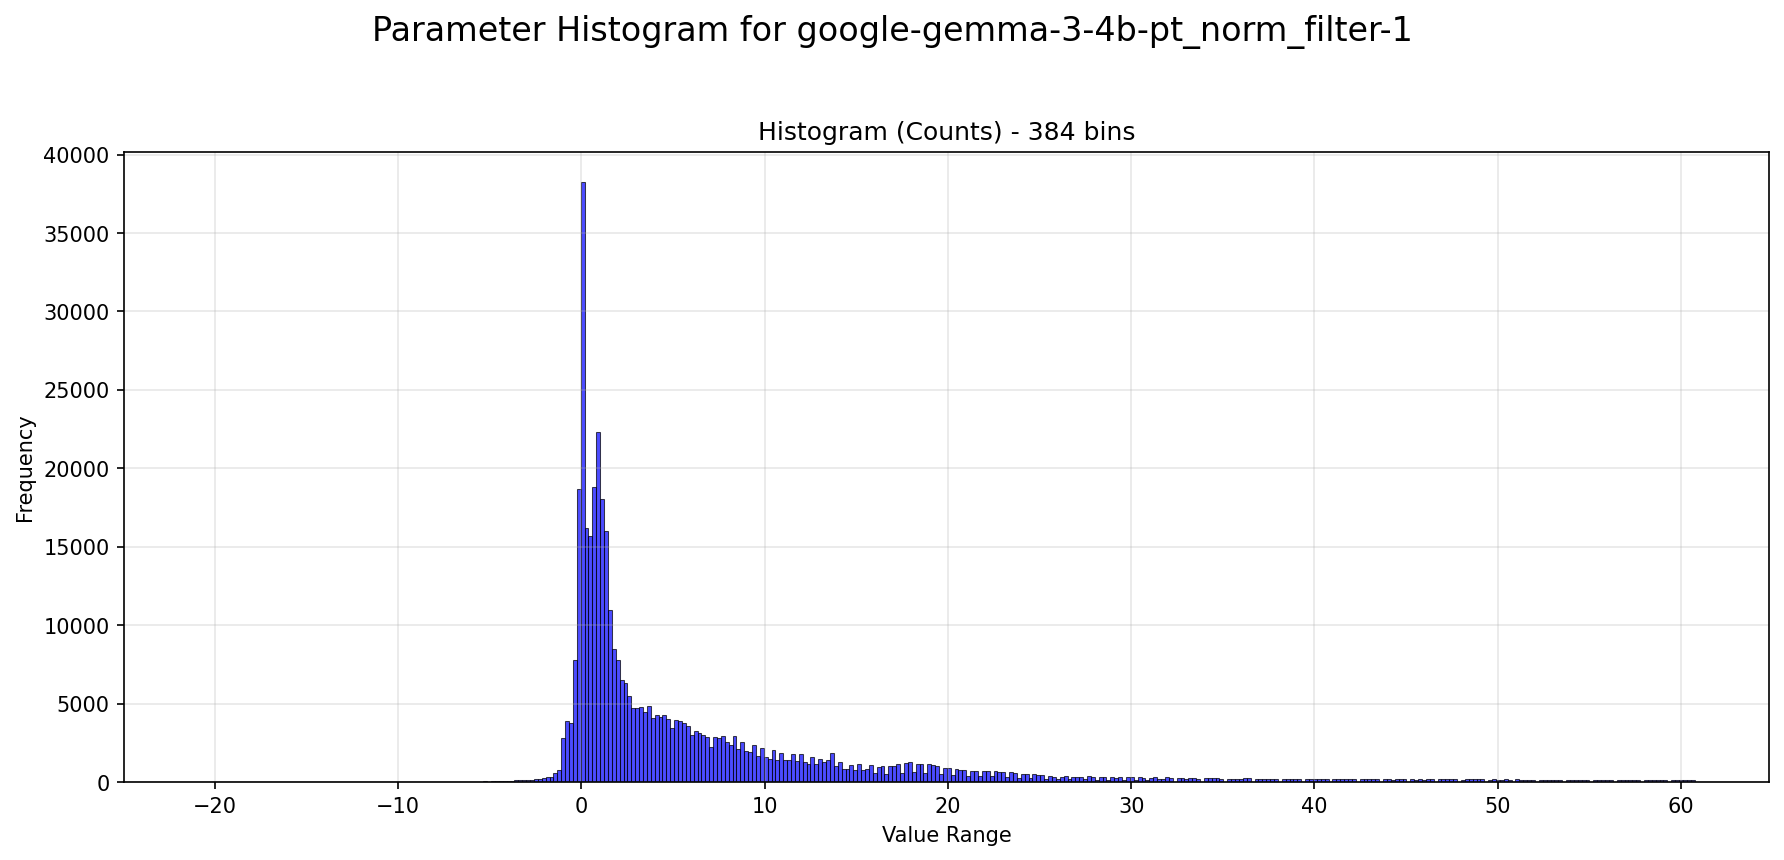 Parameter Histogram for google-gemma-3-4b-pt_norm_filter-1
Histogram (Counts) - 384 bins
40000
35000
30000
25000
20000
15000
10000
5000
0
Frequency
−20 −10 0 10 20 30 40 50 60
Value Range